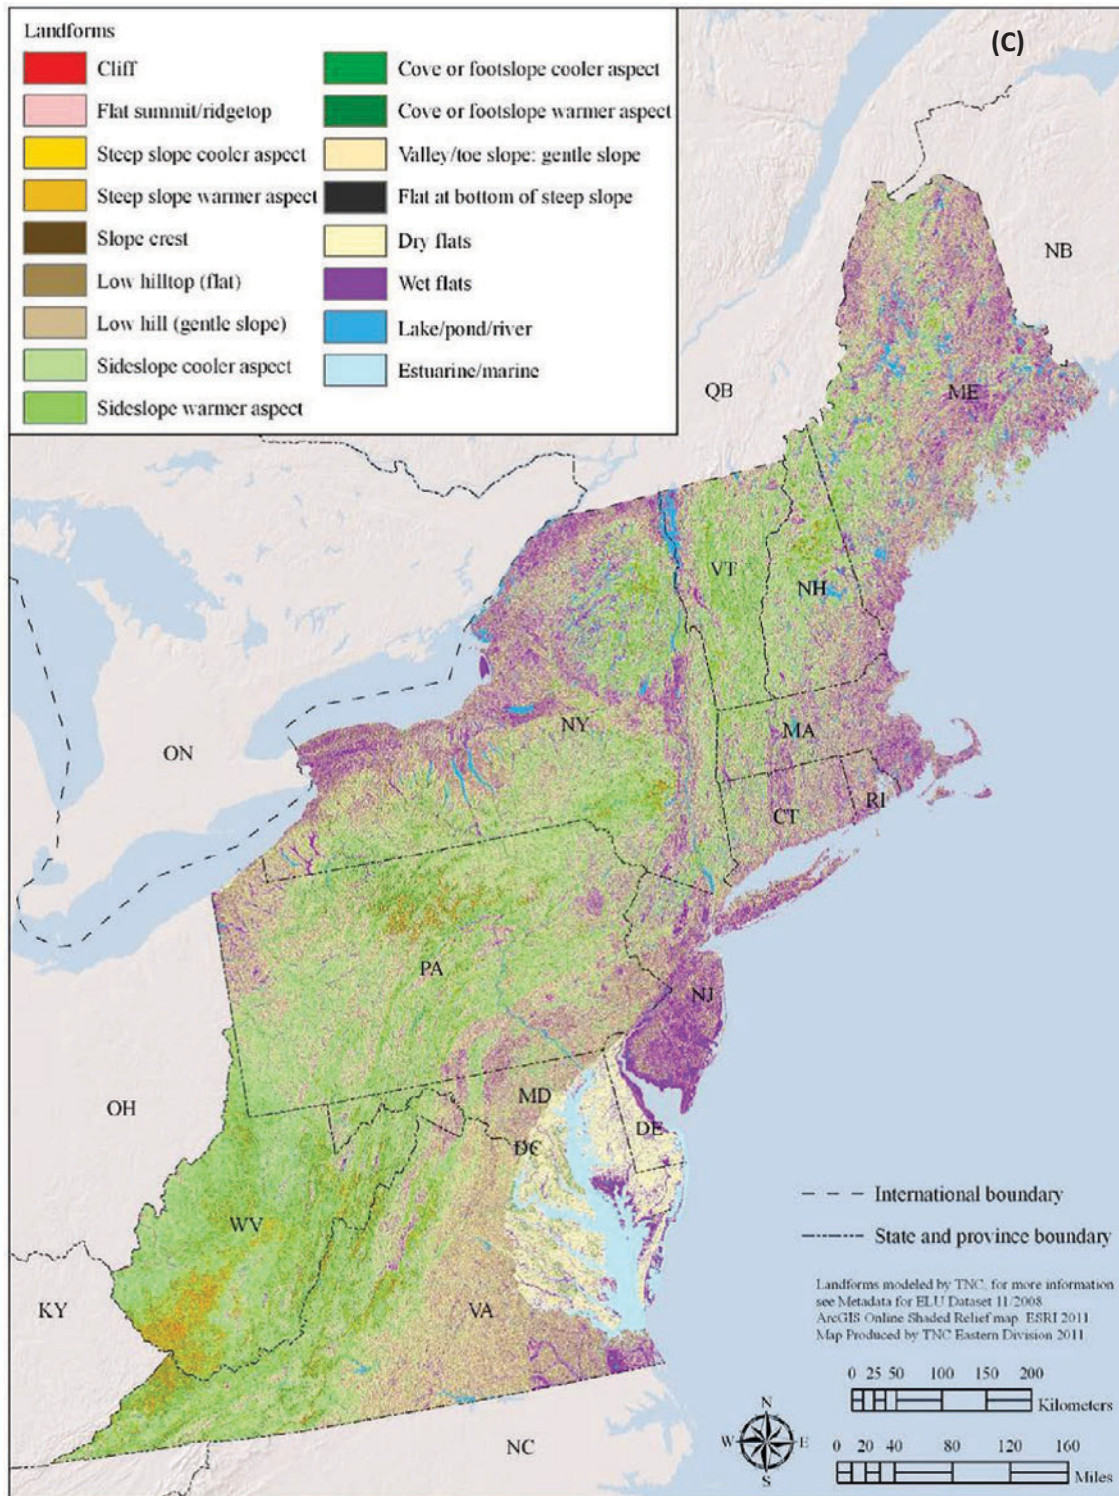 (C)
Landforms
Cliff
Flat summit/ridgetop
Steep slope cooler aspect
Steep slope warmer aspect
Slope crest
Low hilltop (flat)
Low hill (gentle slope)
Sideslope cooler aspect
Sideslope warmer aspect
Cove or footslope cooler aspect
Cove or footslope warmer aspect
Valley/toe slope: gentle slope
Flat at bottom of steep slope
Dry flats
Wet flats
Lake/pond/river
Estuarine/marine
NB
QB
ME
VT
NH
NY
MA
ON
CT
RI
PA
NJ
OH
MD
DE
DC
WV
KY
VA
NC
International boundary
State and province boundary
Landforms modeled by TNC, for more information
see Metadata for ELU Dataset 11/2008
ArcGIS Online Shaded Relief map. ESRI 2011
Map Produced by TNC Eastern Division 2011
0 25 50 100 150 200
Kilometers
N
W E
S
0 20 40 80 120 160
Miles